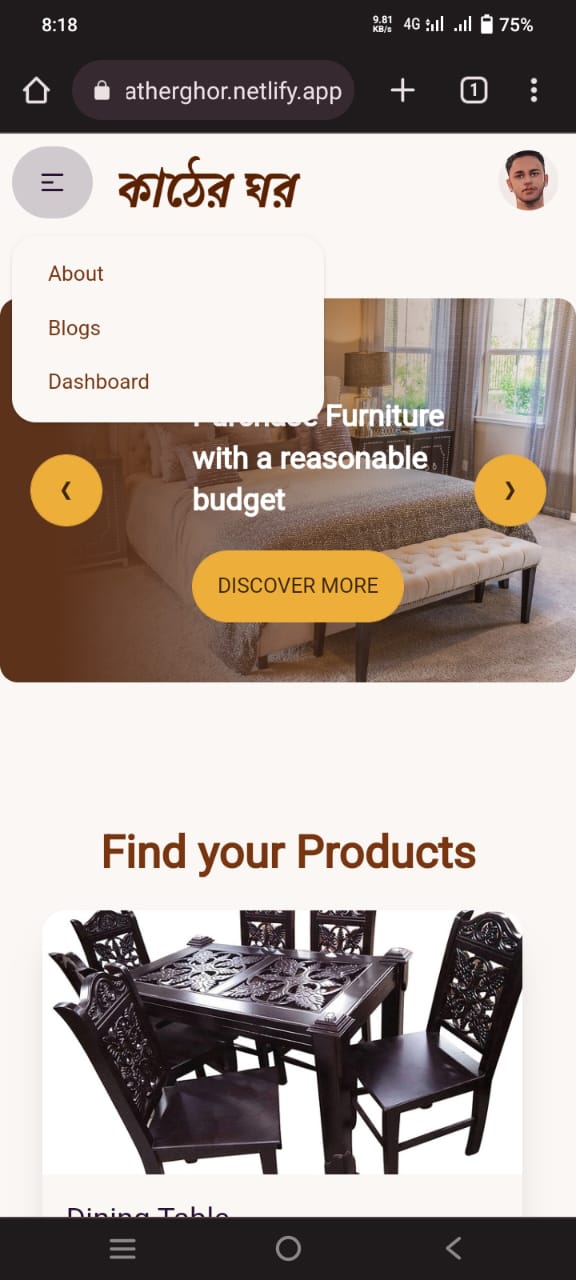 8:18
9.81
KB/s
4G
75%
atherghor.netlify.app
1
কাঠের ঘর
About
Blogs
Dashboard
Purchase Furniture
with a reasonable
budget
❮
❯
DISCOVER MORE
Find your Products
Dining Table